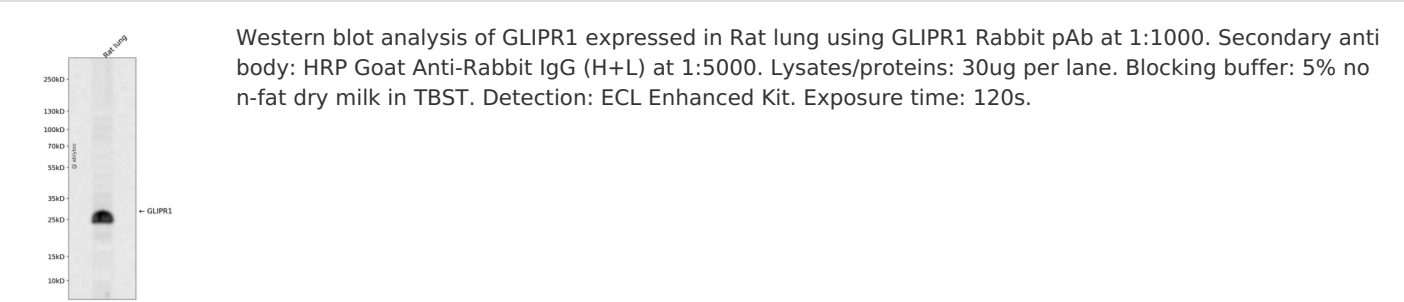 Rat lung
Western blot analysis of GLIPR1 expressed in Rat lung using GLIPR1 Rabbit pAb at 1:1000. Secondary anti
body: HRP Goat Anti-Rabbit IgG (H+L) at 1:5000. Lysates/proteins: 30ug per lane. Blocking buffer: 5% no
n-fat dry milk in TBST. Detection: ECL Enhanced Kit. Exposure time: 120s.
250kD
130kD
100kD
70kD
55kD
35kD
← GLIPR1
25kD
15kD
10kD